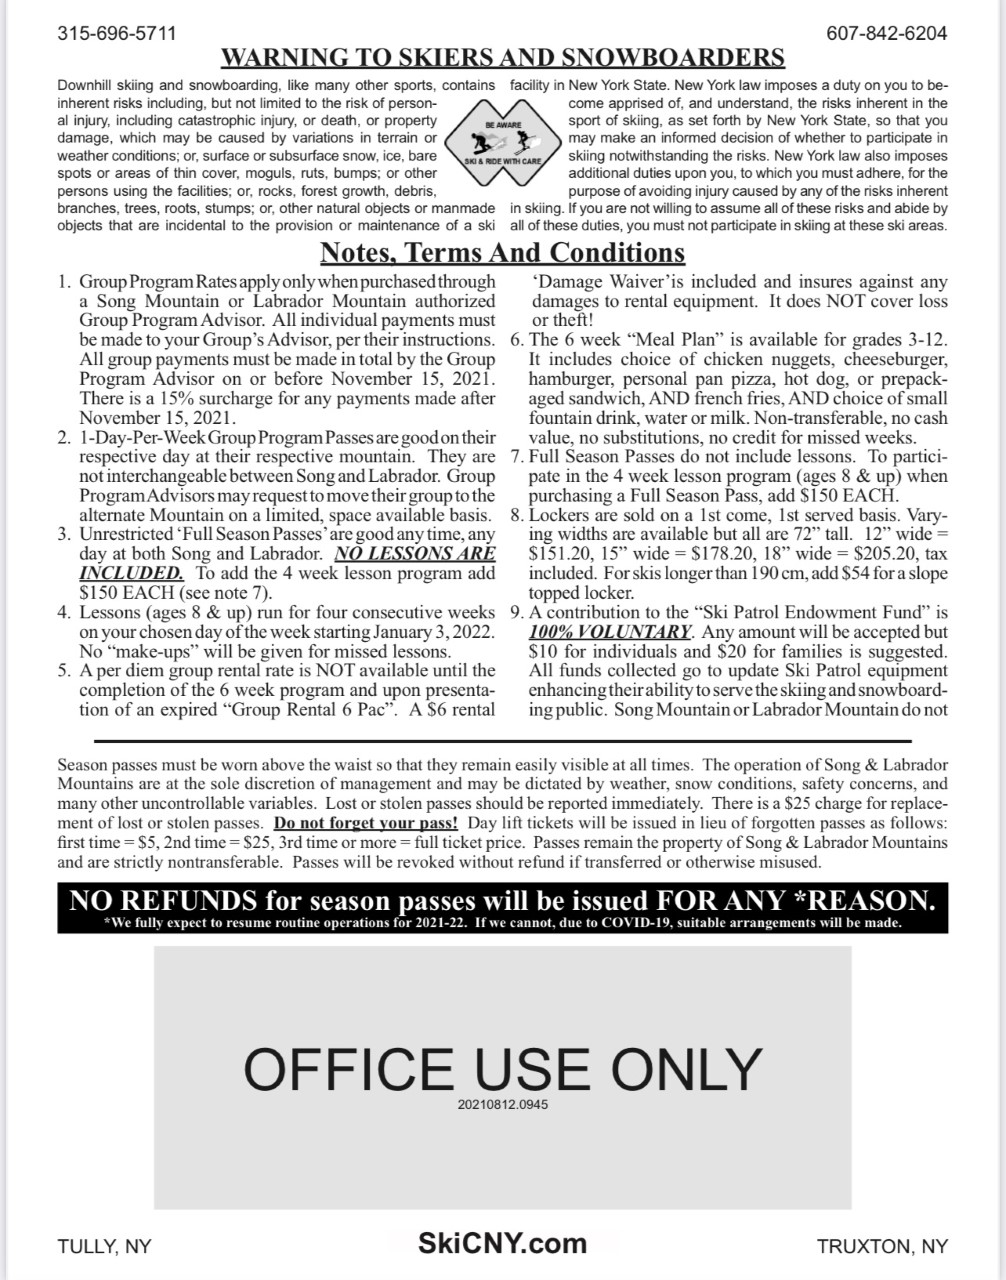 315-696-5711
607-842-6204
WARNING TO SKIERS AND SNOWBOARDERS
Downhill skiing and snowboarding, like many other sports, contains
inherent risks including, but not limited to the risk of person-
al injury, including catastrophic injury, or death, or property
damage, which may be caused by variations in terrain or
weather conditions; or, surface or subsurface snow, ice, bare
spots or areas of thin cover, moguls, ruts, bumps; or other
persons using the facilities; or, rocks, forest growth, debris,
branches, trees, roots, stumps; or, other natural objects or manmade
objects that are incidental to the provision or maintenance of a ski
BE AWARE
SKI & RIDE WITH CARE
facility in New York State. New York law imposes a duty on you to be-
come apprised of, and understand, the risks inherent in the
sport of skiing, as set forth by New York State, so that you
may make an informed decision of whether to participate in
skiing notwithstanding the risks. New York law also imposes
additional duties upon you, to which you must adhere, for the
purpose of avoiding injury caused by any of the risks inherent
in skiing. If you are not willing to assume all of these risks and abide by
all of these duties, you must not participate in skiing at these ski areas.
Notes, Terms And Conditions
1. Group Program Rates apply only when purchased through
a Song Mountain or Labrador Mountain authorized
Group Program Advisor. All individual payments must
be made to your Group's Advisor, per their instructions.
All group payments must be made in total by the Group
Program Advisor on or before November 15, 2021.
There is a 15% surcharge for any payments made after
November 15, 2021.
2. 1-Day-Per-Week Group Program Passes are good on their
respective day at their respective mountain. They are
not interchangeable between Song and Labrador. Group
Program Advisors may request to move their group to the
alternate Mountain on a limited, space available basis.
3. Unrestricted 'Full Season Passes' are good any time, any
day at both Song and Labrador. NO LESSONS ARE
INCLUDED. To add the 4 week lesson program add
$150 EACH (see note 7).
4. Lessons (ages 8 & up) run for four consecutive weeks
on your chosen day of the week starting January 3, 2022.
No "make-ups" will be given for missed lessons.
5. A per diem group rental rate is NOT available until the
completion of the 6 week program and upon presenta-
tion of an expired "Group Rental 6 Pac". A $6 rental
'Damage Waiver' is included and insures against any
damages to rental equipment. It does NOT cover loss
or theft!
6. The 6 week "Meal Plan" is available for grades 3-12.
It includes choice of chicken nuggets, cheeseburger,
hamburger, personal pan pizza, hot dog, or prepack-
aged sandwich, AND french fries, AND choice of small
fountain drink, water or milk. Non-transferable, no cash
value, no substitutions, no credit for missed weeks.
7. Full Season Passes do not include lessons. To partici-
pate in the 4 week lesson program (ages 8 & up) when
purchasing a Full Season Pass, add $150 EACH.
8. Lockers are sold on a 1st come, 1st served basis. Vary-
ing widths are available but all are 72" tall. 12" wide =
$151.20, 15" wide = $178.20, 18" wide = $205.20, tax
included. For skis longer than 190 cm, add $54 for a slope
topped locker.
9. A contribution to the "Ski Patrol Endowment Fund" is
100% VOLUNTARY. Any amount will be accepted but
$10 for individuals and $20 for families is suggested.
All funds collected go to update Ski Patrol equipment
enhancing their ability to serve the skiing and snowboard-
ing public. Song Mountain or Labrador Mountain do not
Season passes must be worn above the waist so that they remain easily visible at all times. The operation of Song & Labrador
Mountains are at the sole discretion of management and may be dictated by weather, snow conditions, safety concerns, and
many other uncontrollable variables. Lost or stolen passes should be reported immediately. There is a $25 charge for replace-
ment of lost or stolen passes. Do not forget your pass! Day lift tickets will be issued in lieu of forgotten passes as follows:
first time = $5, 2nd time = $25, 3rd time or more = full ticket price. Passes remain the property of Song & Labrador Mountains
and are strictly nontransferable. Passes will be revoked without refund if transferred or otherwise misused.
NO REFUNDS for season passes will be issued FOR ANY *REASON.
*We fully expect to resume routine operations for 2021-22. If we cannot, due to COVID-19, suitable arrangements will be made.
OFFICE USE ONLY
20210812.0945
TULLY, NY
SkiCNY.com
TRUXTON, NY